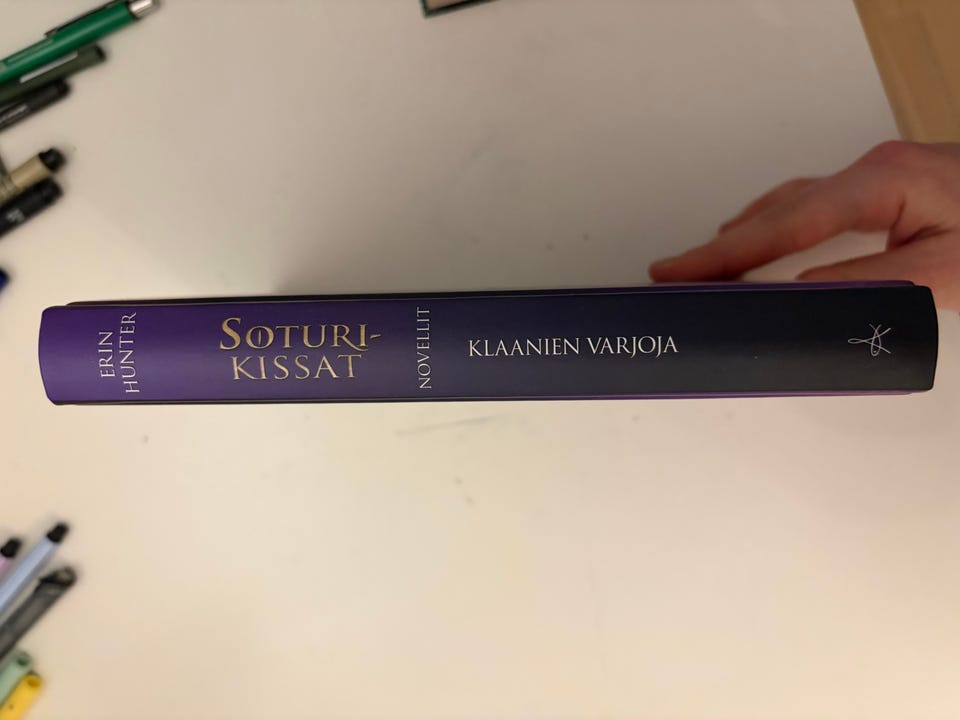 ERIN
HUNTER
SOTURI-
KISSAT
NOVELLIT
KLAANIEN VARJOJA